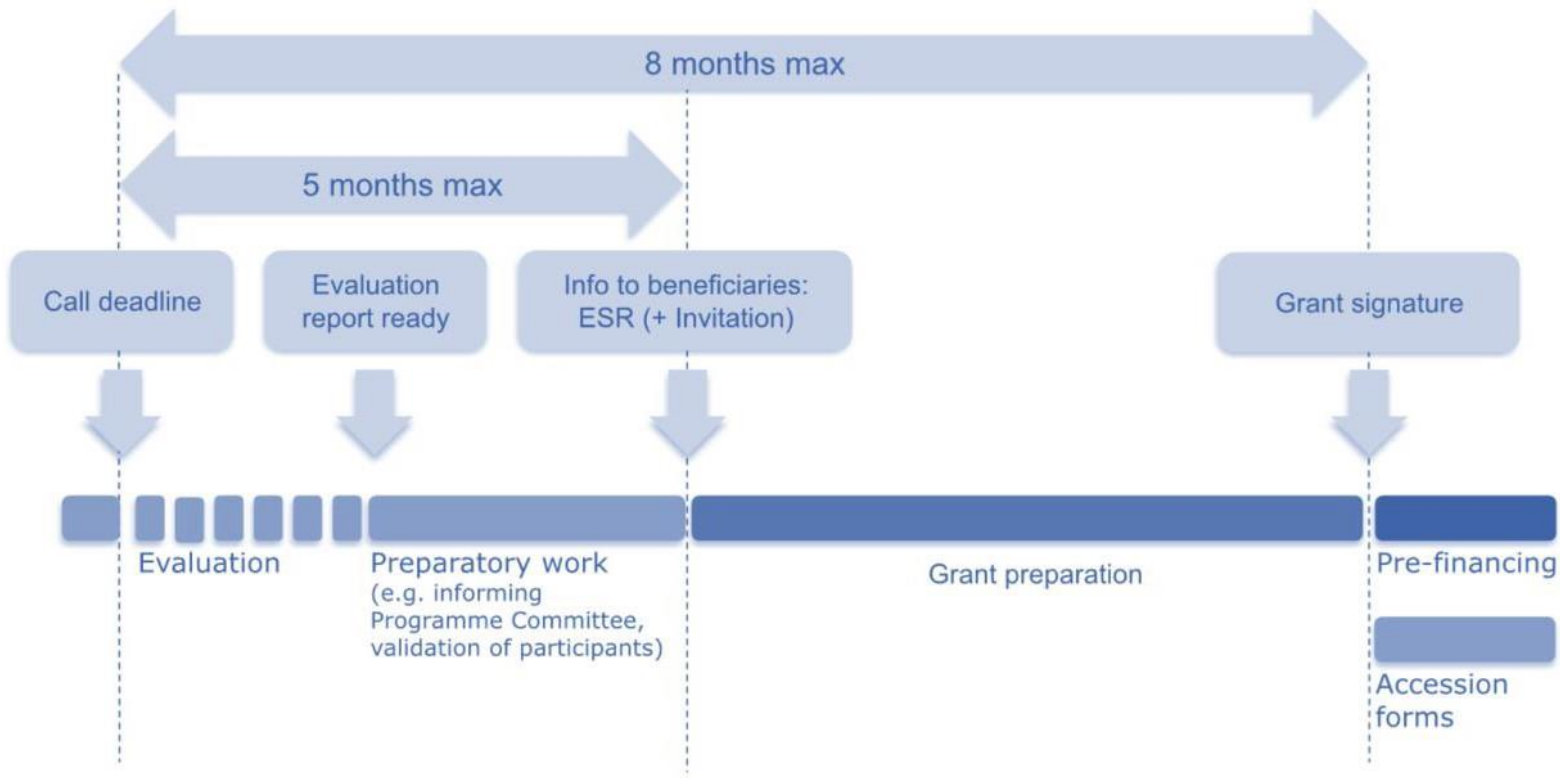 8 months max
5 months max
Call deadline
Evaluation
report ready
Info to beneficiaries:
ESR (+ Invitation)
Grant signature
Evaluation
Preparatory work
(e.g. informing
Programme Committee,
validation of participants)
Grant preparation
Pre-financing
Accession
forms